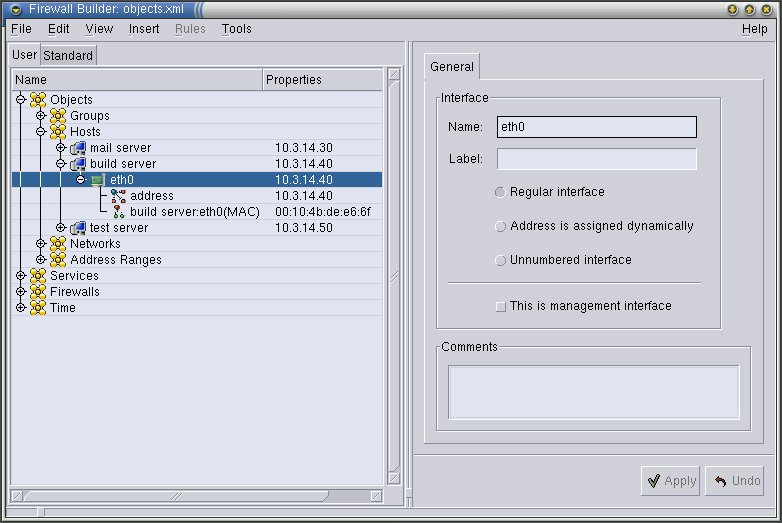 Firewall Builder: objects.xml
File Edit View Insert Rules Tools Help
User Standard
Name Properties
Objects
Groups
Hosts
mail server 10.3.14.30
build server 10.3.14.40
eth0 10.3.14.40
address 10.3.14.40
build server:eth0(MAC) 00:10:4b:de:e6:6f
test server 10.3.14.50
Networks
Address Ranges
Services
Firewalls
Time
General
Interface
Name: eth0
Label:
Regular interface
Address is assigned dynamically
Unnumbered interface
This is management interface
Comments
Apply Undo